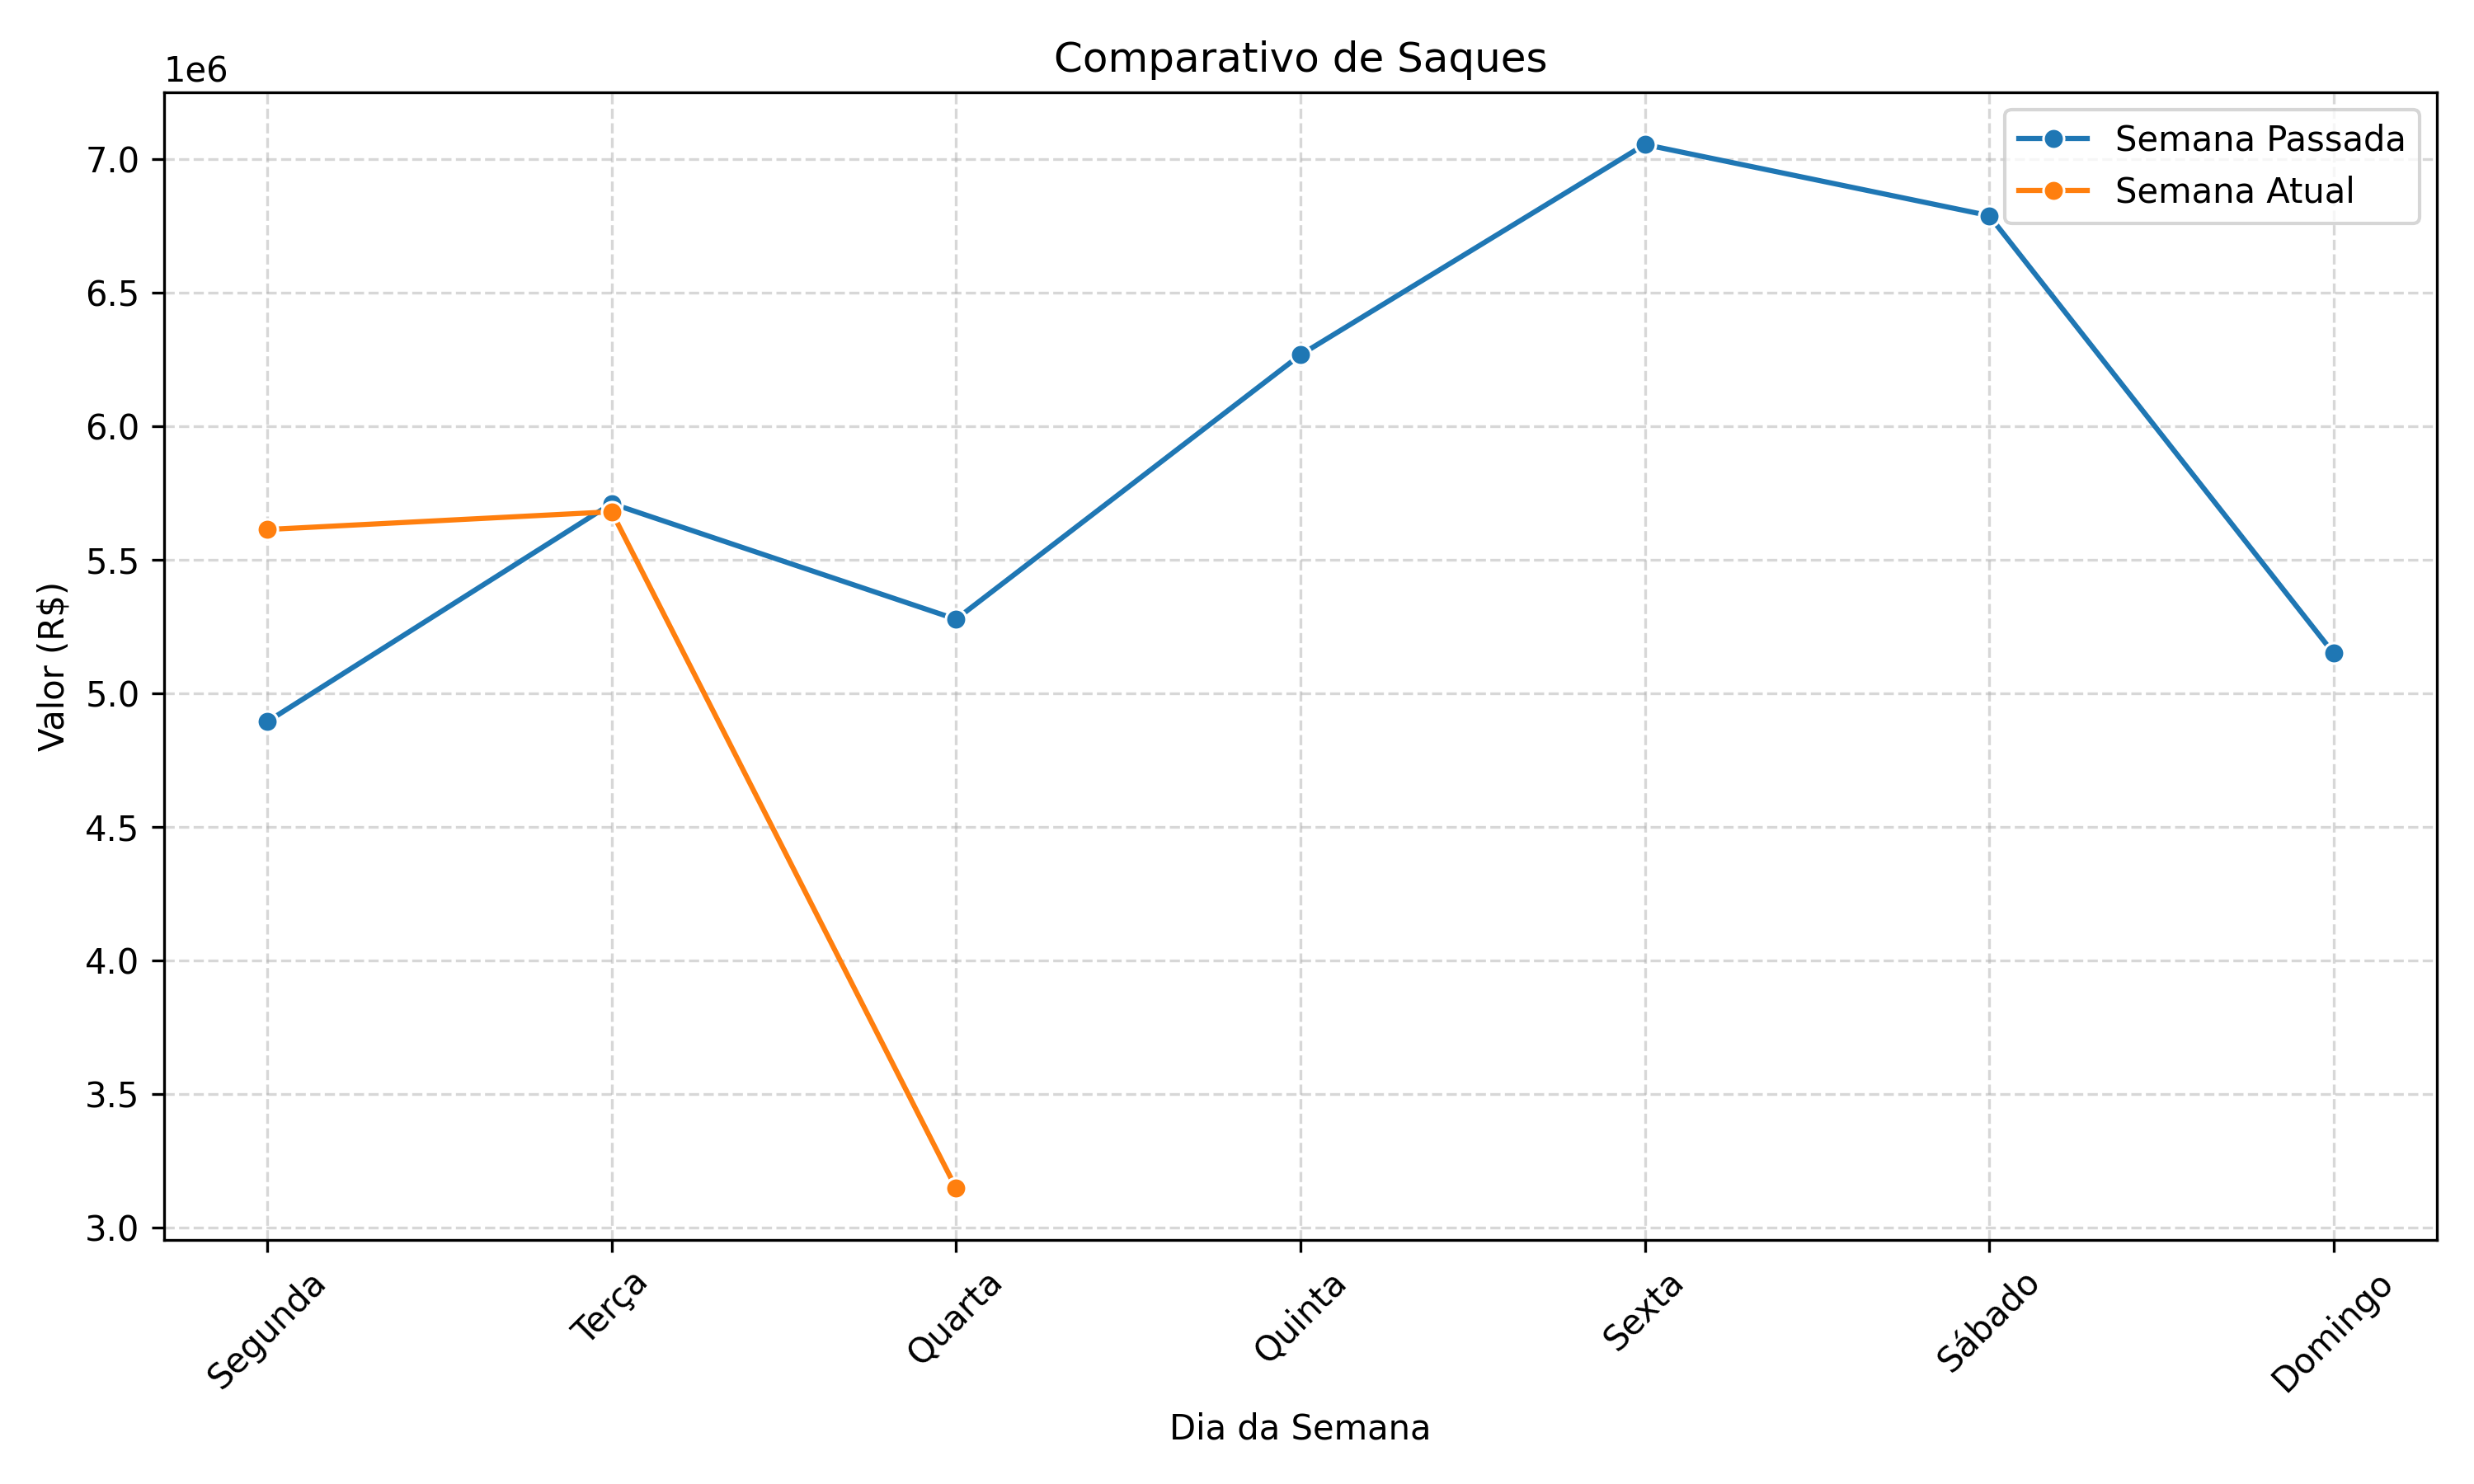 Comparativo de Saques
1e6
Semana Passada
Semana Atual
7.0
6.5
6.0
5.5
5.0
4.5
4.0
3.5
3.0
Valor (R$)
Segunda
Terça
Quarta
Quinta
Sexta
Sábado
Domingo
Dia da Semana